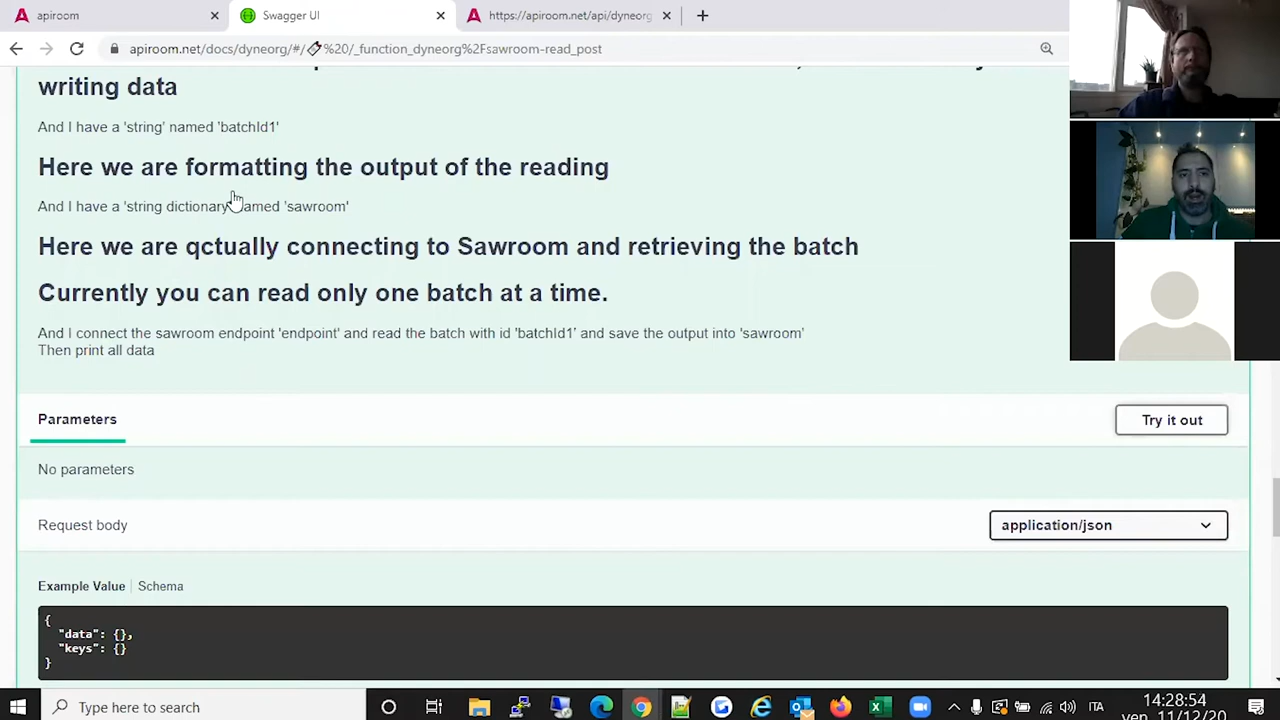 apiroom
Swagger UI
https://apiroom.net/api/dyneorg
apiroom.net/docs/dyneorg/#/ %20/_function_dyneorg%2Fsawroom-read_post
writing data
And I have a 'string' named 'batchId1'
Here we are formatting the output of the reading
And I have a 'string dictionary' named 'sawroom'
Here we are qctually connecting to Sawroom and retrieving the batch
Currently you can read only one batch at a time.
And I connect the sawroom endpoint 'endpoint' and read the batch with id 'batchId1' and save the output into 'sawroom'
Then print all data
Parameters
Try it out
No parameters
Request body
application/json
Example Value
Schema
{
"data": {},
"keys": {}
}
Type here to search
ITA
14:28:54
ven 11/12/20